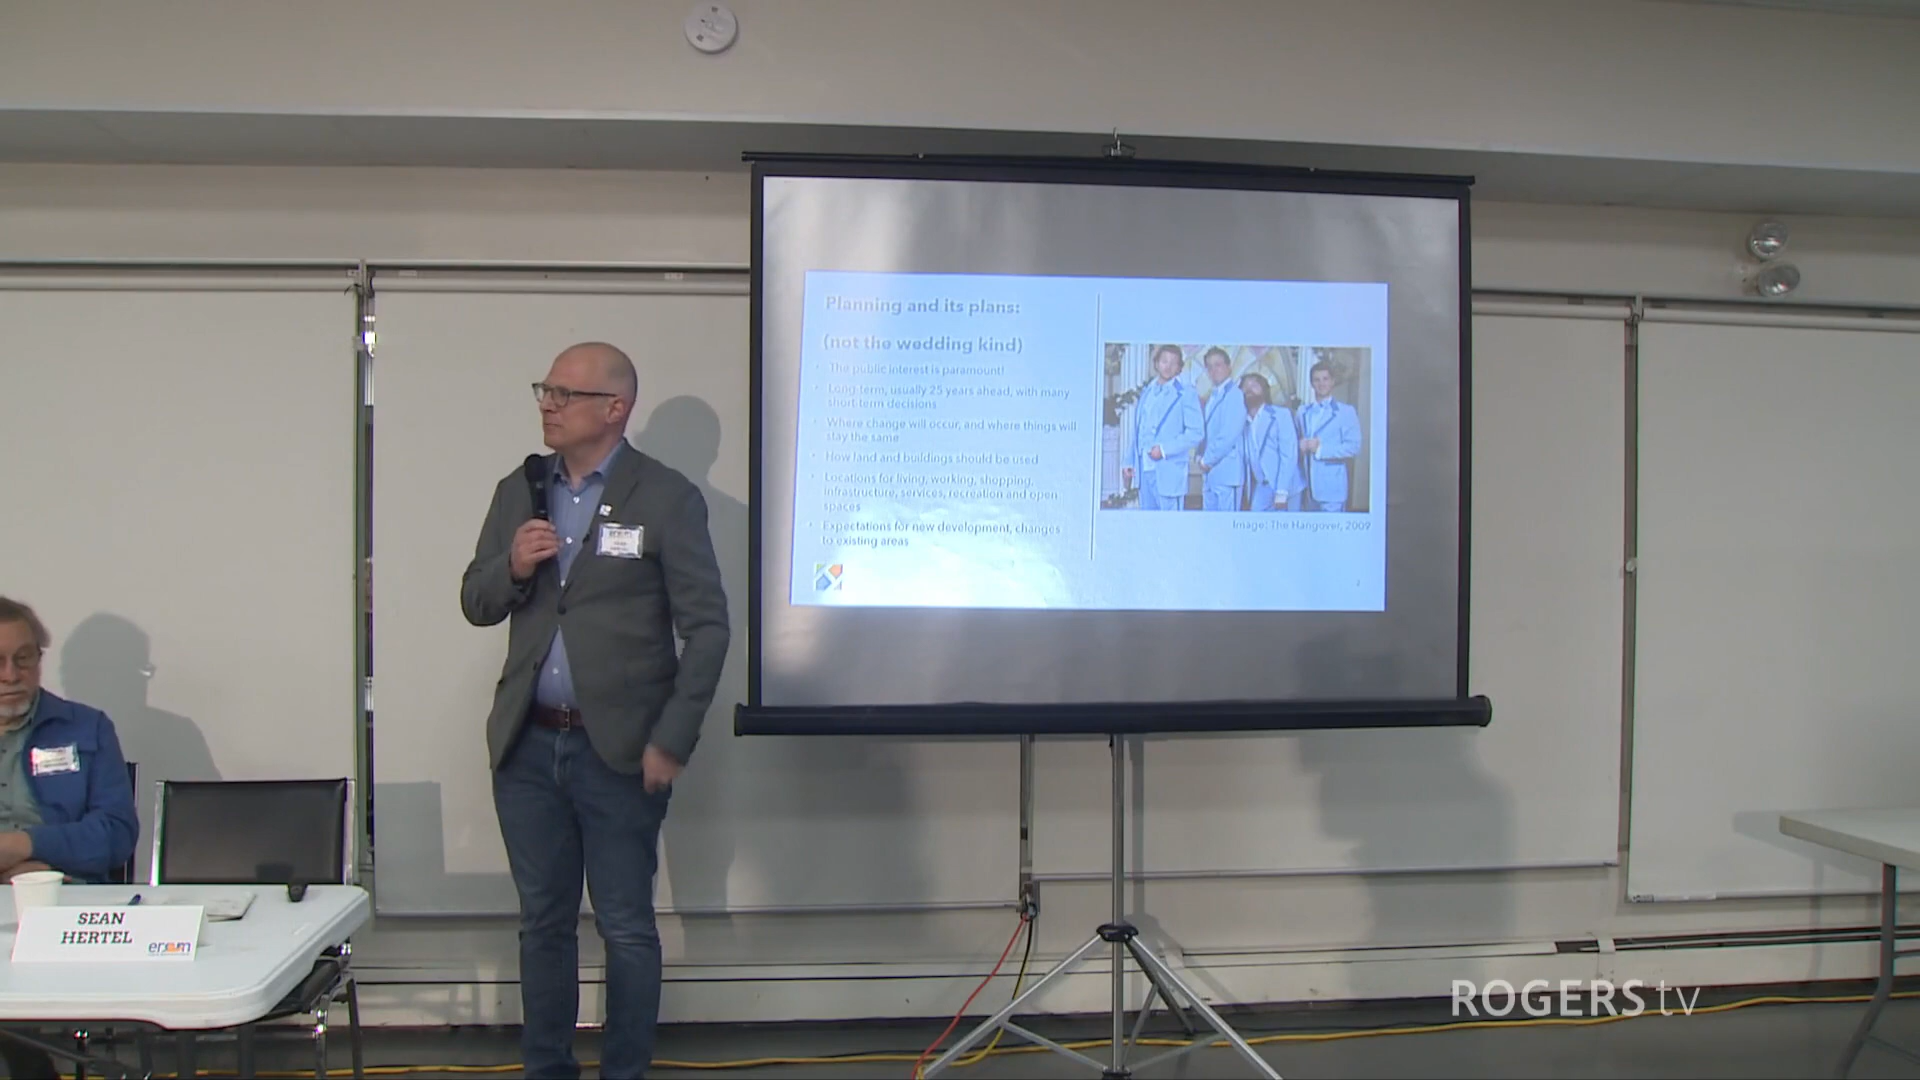 Planning and its plans:
(not the wedding kind)
The public interest is paramount!
Long-term, usually 25 years ahead, with many
short-term decisions
Where change will occur, and where things will
stay the same
How land and buildings should be used
Locations for living, working, shopping,
infrastructure, services, recreation and open
spaces
Expectations for new development, changes
to existing areas
Image: The Hangover, 2009
SEAN
HERTEL
ROGERS tv